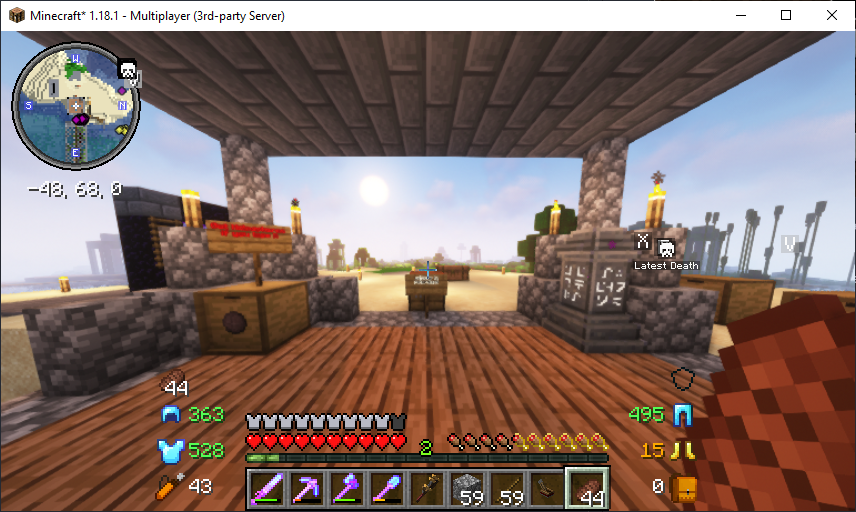 Minecraft* 1.18.1 - Multiplayer (3rd-party Server)
W
S
N
E
-48, 68, 0
X
Latest Death
44
363
495
528
15
43
2
0
59
59
44